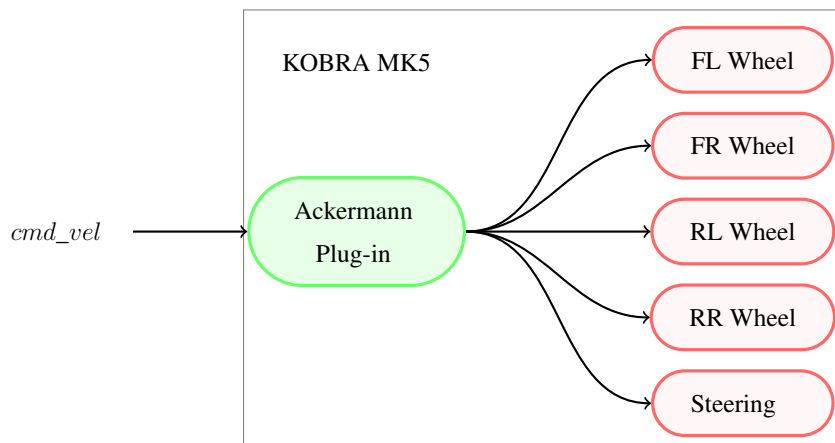 KOBRA MK5
cmd_vel
Ackermann
Plug-in
FL Wheel
FR Wheel
RL Wheel
RR Wheel
Steering